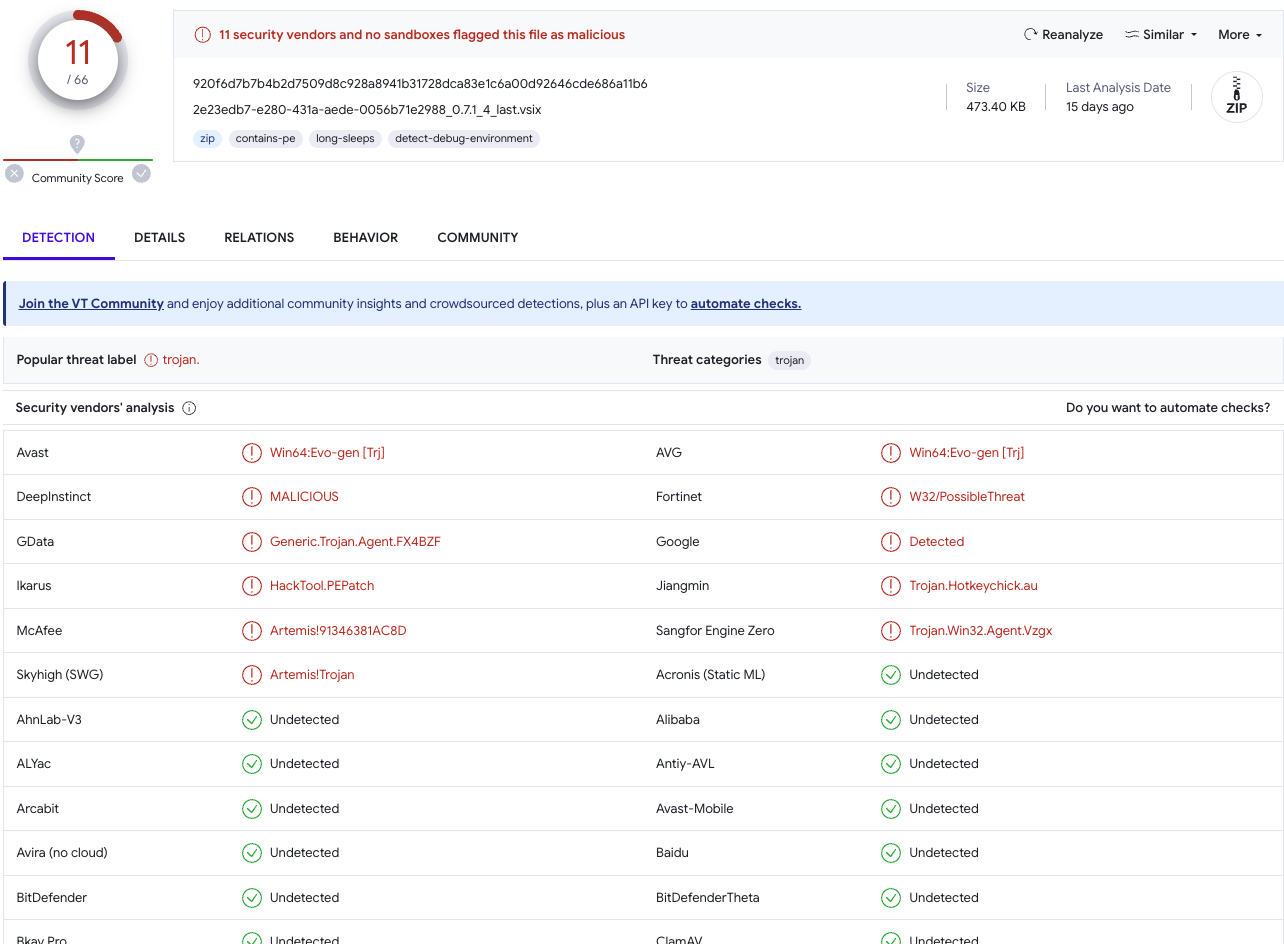 11
/ 66
Community Score
11 security vendors and no sandboxes flagged this file as malicious
Reanalyze
Similar
More
920f6d7b7b4b2d7509d8c928a8941b31728dca83e1c6a00d92646cde686a11b6
2e23edb7-e280-431a-aede-0056b71e2988_0.7.1_4_last.vsix
zip contains-pe long-sleeps detect-debug-environment
Size
473.40 KB
Last Analysis Date
15 days ago
ZIP
DETECTION DETAILS RELATIONS BEHAVIOR COMMUNITY
Join the VT Community and enjoy additional community insights and crowdsourced detections, plus an API key to automate checks.
Popular threat label trojan. Threat categories trojan
Security vendors' analysis Do you want to automate checks?
Avast Win64:Evo-gen [Trj] AVG Win64:Evo-gen [Trj]
DeepInstinct MALICIOUS Fortinet W32/PossibleThreat
GData Generic.Trojan.Agent.FX4BZF Google Detected
Ikarus HackTool.PEPatch Jiangmin Trojan.Hotkeychick.au
McAfee Artemis!91346381AC8D Sangfor Engine Zero Trojan.Win32.Agent.Vzgx
Skyhigh (SWG) Artemis!Trojan Acronis (Static ML) Undetected
AhnLab-V3 Undetected Alibaba Undetected
ALYac Undetected Antiy-AVL Undetected
Arcabit Undetected Avast-Mobile Undetected
Avira (no cloud) Undetected Baidu Undetected
BitDefender Undetected BitDefenderTheta Undetected
Bkav Pro Undetected ClamAV Undetected